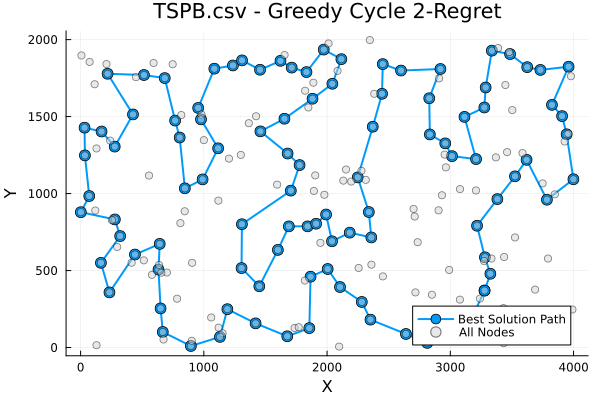 TSPB.csv - Greedy Cycle 2-Regret
2000
1500
1000
500
0
Y
Best Solution Path
All Nodes
0
1000
2000
3000
4000
X